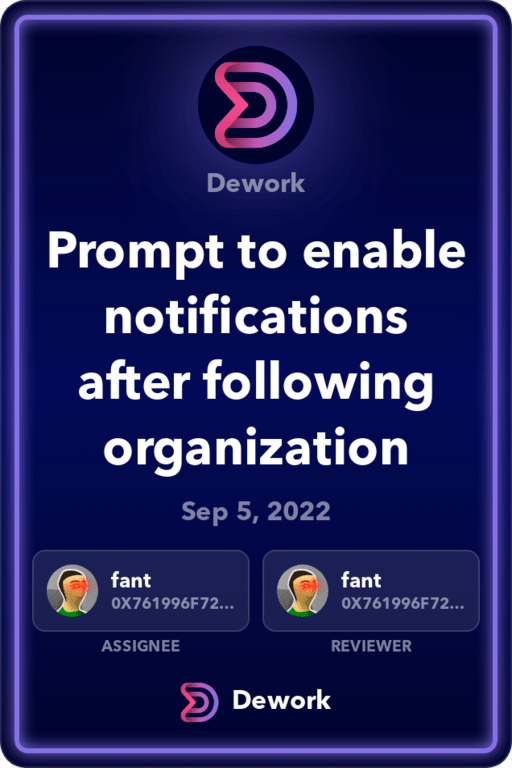 Dework
Prompt to enable
notifications
after following
organization
Sep 5, 2022
fant
0X761996F72...
ASSIGNEE
fant
0X761996F72...
REVIEWER
Dework